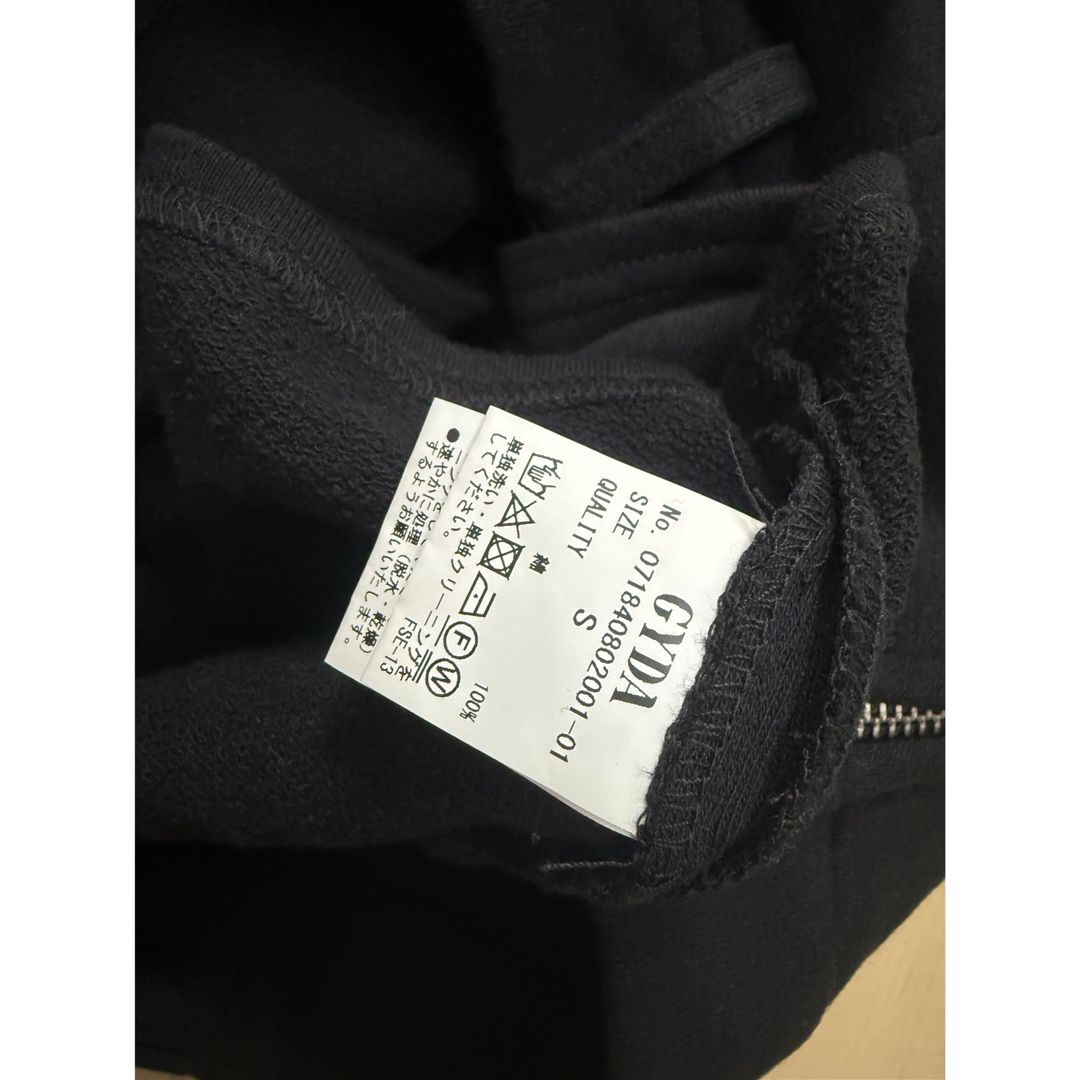 GYDA
No. 071840802001-01
SIZE S
QUALITY
綿 100%
F W
単独洗い・単独クリーニングを
してください。
FSE-13
●速やかに処理（脱水・乾燥）
するようお願いいたします。